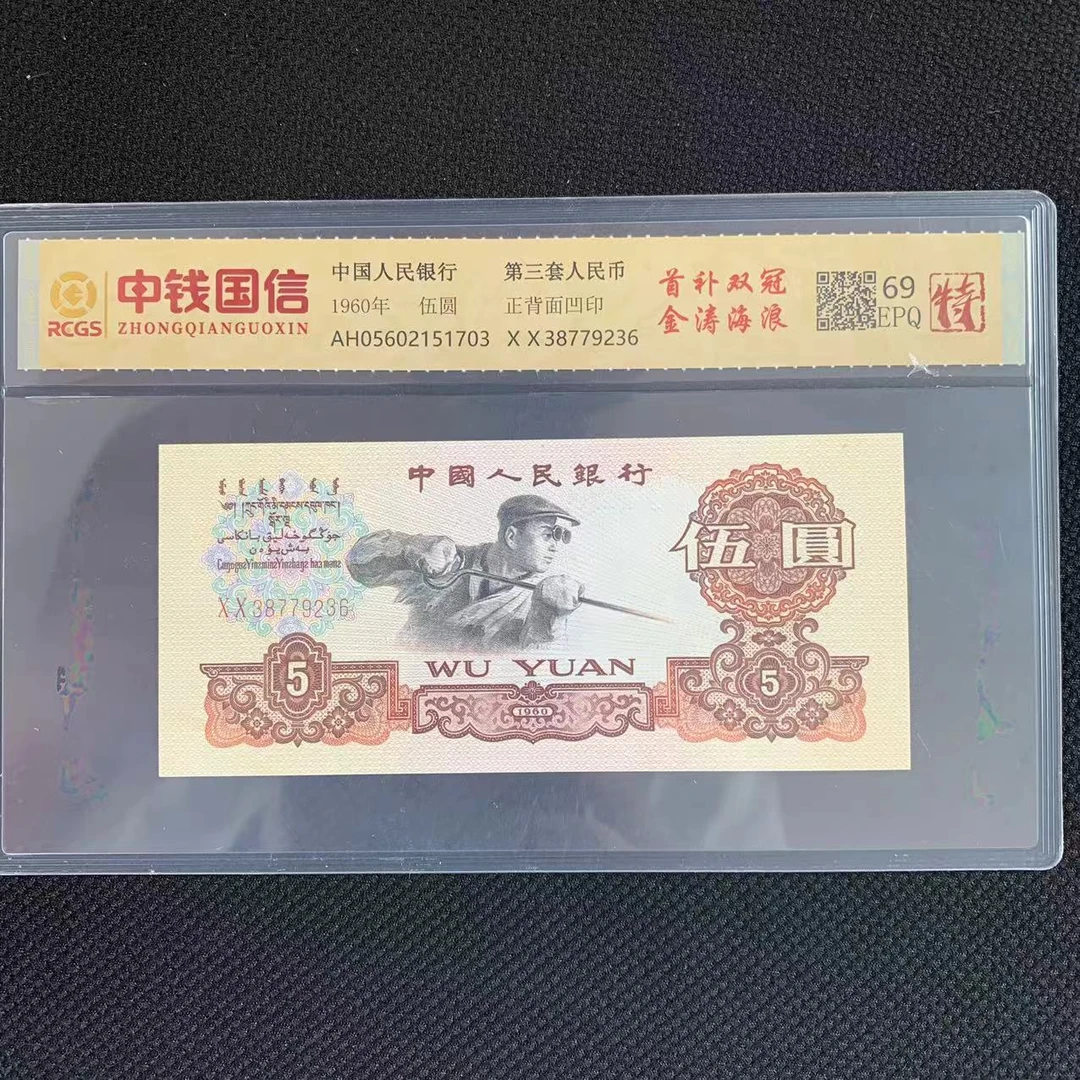 RCGS
中钱国信
ZHONGQIANGUOXIN
中国人民银行 第三套人民币
1960年 伍圆 正背面凹印
AH05602151703 X X 38779236
首补双冠
金涛海浪
69
EPQ
特
中國人民銀行
伍圓
X X 38779236
WU YUAN
5
1960
5